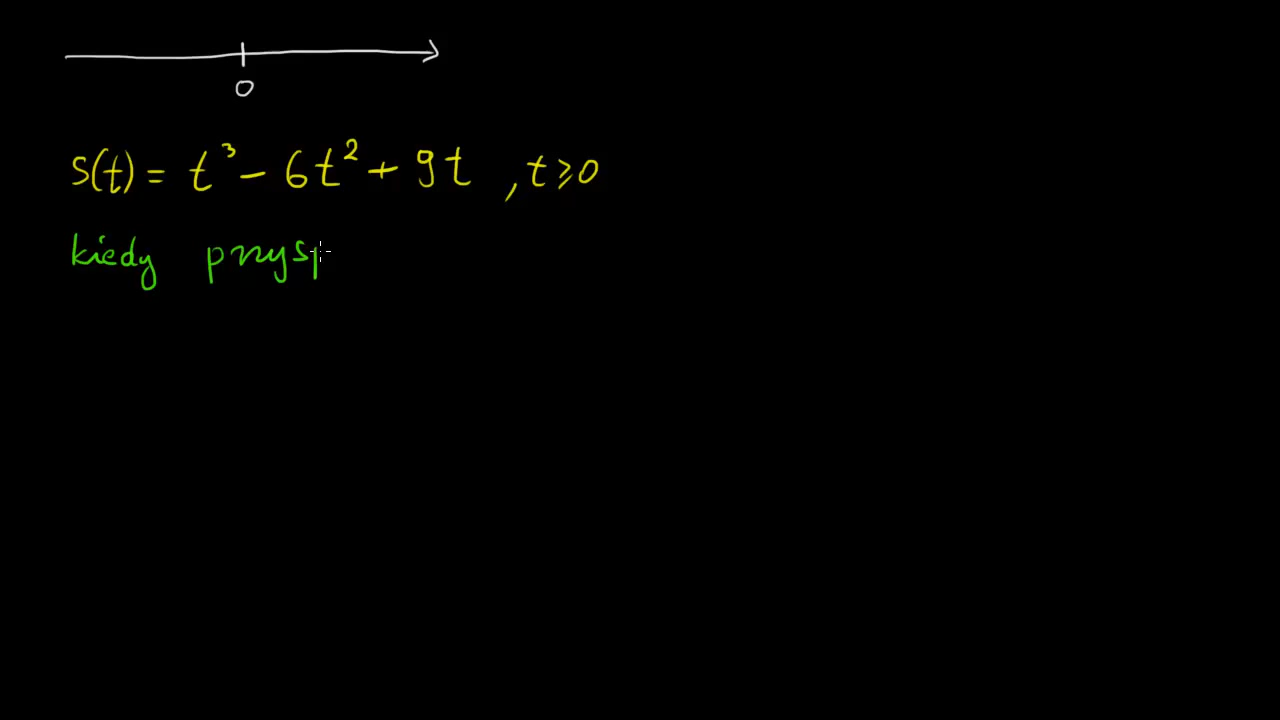 0
S(t) = t³ - 6t² + 9t , t ≥ 0
kiedy przysp